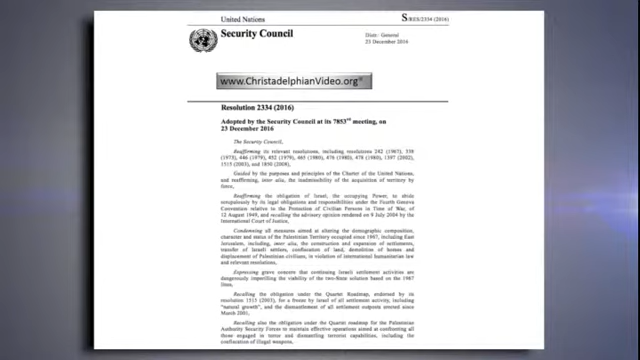 United Nations
S/RES/2334 (2016)
Security Council
Distr.: General
23 December 2016
www.ChristadelphianVideo.org®
Resolution 2334 (2016)
Adopted by the Security Council at its 7853rd meeting, on
23 December 2016
The Security Council,
Reaffirming its relevant resolutions, including resolutions 242 (1967), 338
(1973), 446 (1979), 452 (1979), 465 (1980), 476 (1980), 478 (1980), 1397 (2002),
1515 (2003), and 1850 (2008),
Guided by the purposes and principles of the Charter of the United Nations,
and reaffirming, inter alia, the inadmissibility of the acquisition of territory by
force,
Reaffirming the obligation of Israel, the occupying Power, to abide
scrupulously by its legal obligations and responsibilities under the Fourth Geneva
Convention relative to the Protection of Civilian Persons in Time of War, of
12 August 1949, and recalling the advisory opinion rendered on 9 July 2004 by the
International Court of Justice,
Condemning all measures aimed at altering the demographic composition,
character and status of the Palestinian Territory occupied since 1967, including East
Jerusalem, including, inter alia, the construction and expansion of settlements,
transfer of Israeli settlers, confiscation of land, demolition of homes and
displacement of Palestinian civilians, in violation of international humanitarian law
and relevant resolutions,
Expressing grave concern that continuing Israeli settlement activities are
dangerously imperilling the viability of the two-State solution based on the 1967
lines,
Recalling the obligation under the Quartet Roadmap, endorsed by its
resolution 1515 (2003), for a freeze by Israel of all settlement activity, including
"natural growth", and the dismantlement of all settlement outposts erected since
March 2001,
Recalling also the obligation under the Quartet roadmap for the Palestinian
Authority Security Forces to maintain effective operations aimed at confronting all
those engaged in terror and dismantling terrorist capabilities, including the
confiscation of illegal weapons,